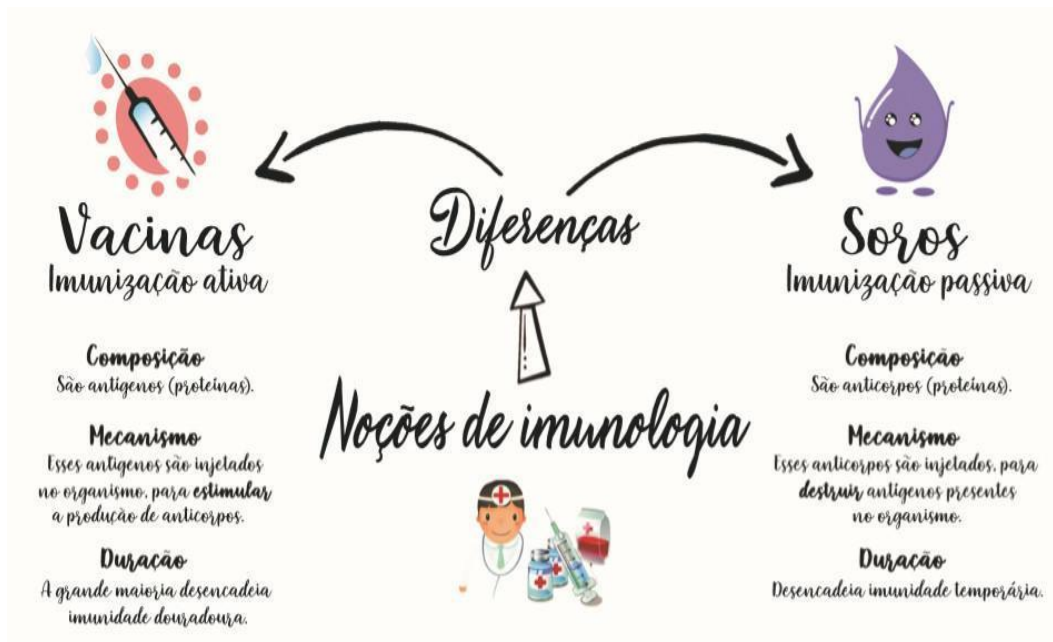 Diferenças
Noções de imunologia
Vacinas
Imunização ativa
Composição
São antígenos (proteínas).
Mecanismo
Esses antígenos são injetados
no organismo, para estimular
a produção de anticorpos.
Duração
A grande maioria desencadeia
imunidade douradoura.
Soros
Imunização passiva
Composição
São anticorpos (proteínas).
Mecanismo
Esses anticorpos são injetados, para
destruir antígenos presentes
no organismo.
Duração
Desencadeia imunidade temporária.